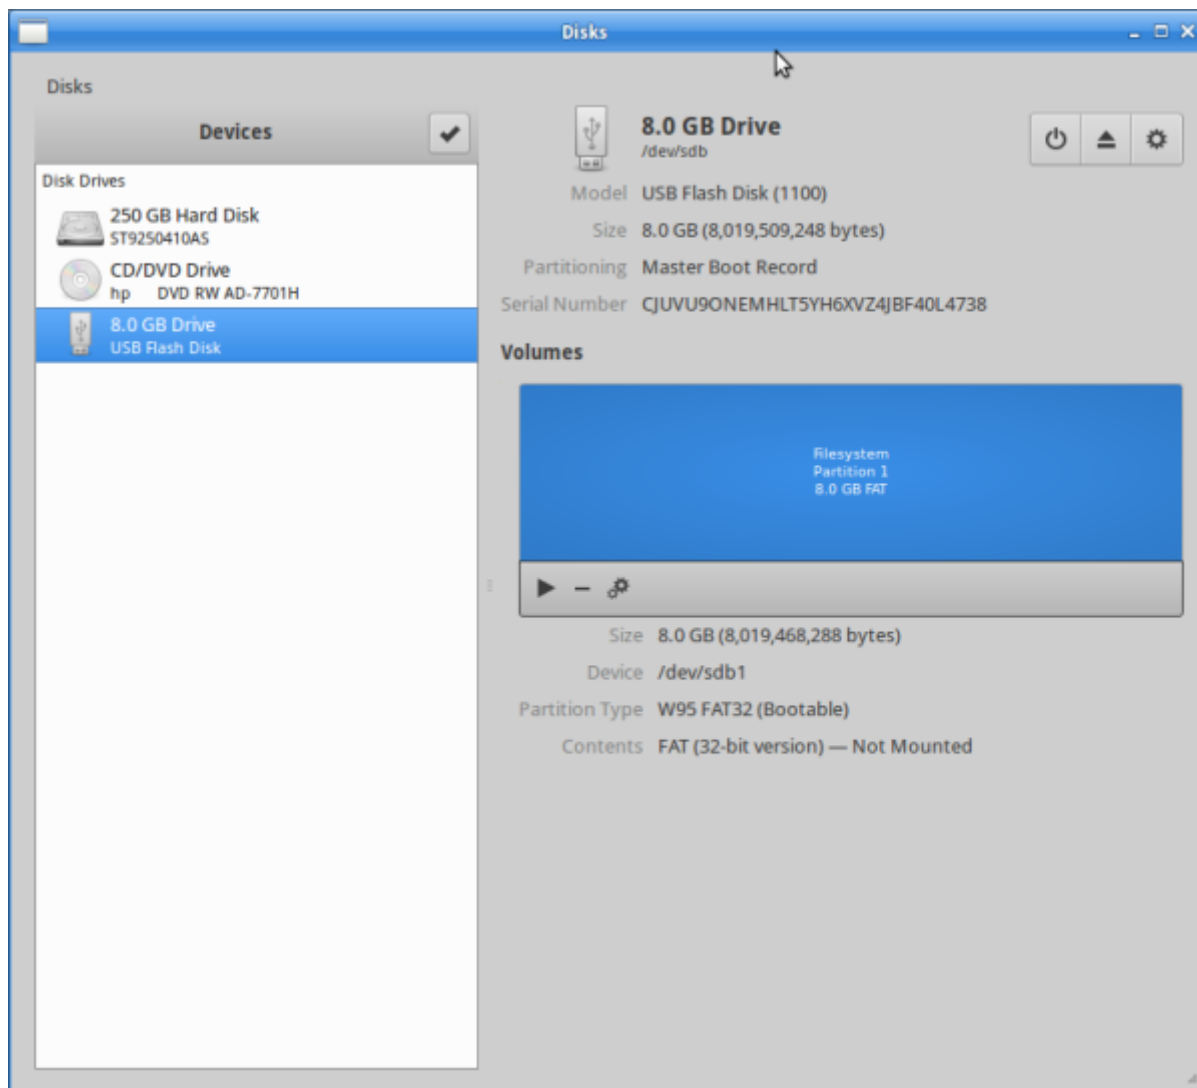 Disks
Disks
Devices
Disk Drives
250 GB Hard Disk
ST9250410AS
CD/DVD Drive
hp DVD RW AD-7701H
8.0 GB Drive
USB Flash Disk
8.0 GB Drive
/dev/sdb
Model USB Flash Disk (1100)
Size 8.0 GB (8,019,509,248 bytes)
Partitioning Master Boot Record
Serial Number CJUVU9ONEMHLT5YH6XVZ4JBF40L4738
Volumes
Filesystem
Partition 1
8.0 GB FAT
Size 8.0 GB (8,019,468,288 bytes)
Device /dev/sdb1
Partition Type W95 FAT32 (Bootable)
Contents FAT (32-bit version) — Not Mounted